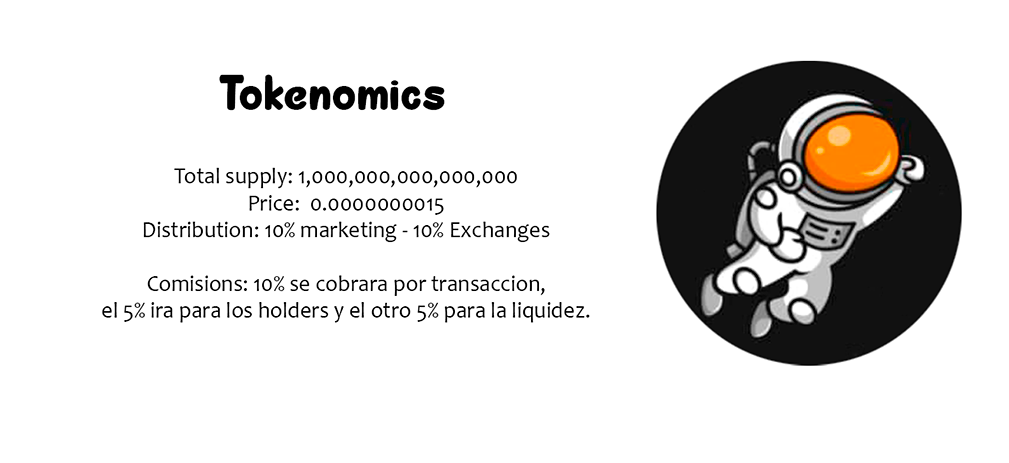 Tokenomics
Total supply: 1,000,000,000,000,000
Price: 0.0000000015
Distribution: 10% marketing - 10% Exchanges
Comisions: 10% se cobrara por transaccion,
el 5% ira para los holders y el otro 5% para la liquidez.